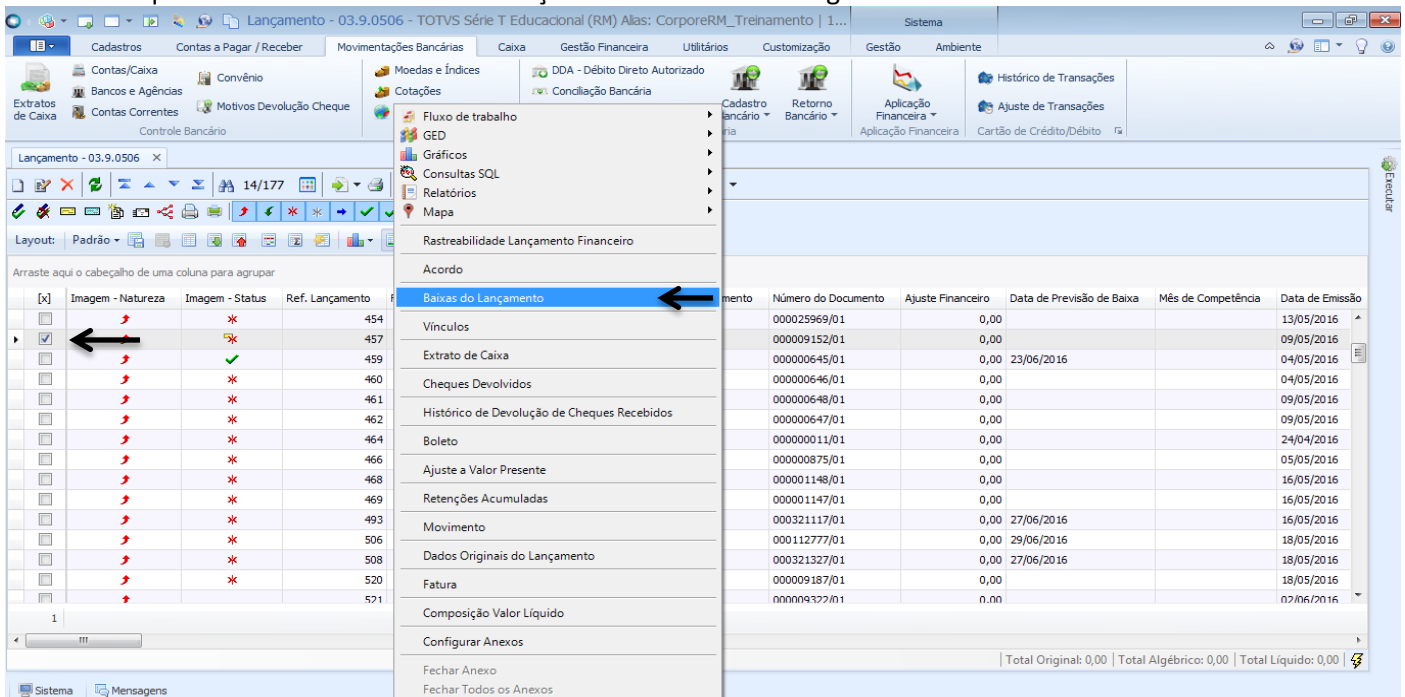 Lançamento - 03.9.0506 - TOTVS Série T Educacional (RM) Alias: CorporeRM_Treinamento | 1...
Sistema
Cadastros Contas a Pagar / Receber Movimentações Bancárias Caixa Gestão Financeira Utilitários Customização Gestão Ambiente
Contas/Caixa Convênio Moedas e Índices DDA - Débito Direto Autorizado Histórico de Transações
Bancos e Agências Cotações Conciliação Bancária
Extratos de Caixa Contas Correntes Motivos Devolução Cheque Cadastro Bancário Retorno Bancário Aplicação Financeira Ajuste de Transações
Controle Bancário Aplicação Financeira Cartão de Crédito/Débito
Lançamento - 03.9.0506
14/177
Executar
Layout: Padrão
Arraste aqui o cabeçalho de uma coluna para agrupar
[x] Imagem - Natureza Imagem - Status Ref. Lançamento Número do Documento Ajuste Financeiro Data de Previsão de Baixa Mês de Competência Data de Emissão
454 000025969/01 0,00 13/05/2016
457 000009152/01 0,00 09/05/2016
459 000000645/01 0,00 23/06/2016 04/05/2016
460 000000646/01 0,00 04/05/2016
461 000000648/01 0,00 09/05/2016
462 000000647/01 0,00 09/05/2016
464 000000011/01 0,00 24/04/2016
466 000000875/01 0,00 05/05/2016
468 000001148/01 0,00 16/05/2016
469 000001147/01 0,00 16/05/2016
493 000321117/01 0,00 27/06/2016 16/05/2016
506 000112777/01 0,00 29/06/2016 18/05/2016
508 000321327/01 0,00 27/06/2016 18/05/2016
520 000009187/01 0,00 18/05/2016
521 000009322/01 0,00 02/06/2016
1
Fluxo de trabalho
GED
Gráficos
Consultas SQL
Relatórios
Mapa
Rastreabilidade Lançamento Financeiro
Acordo
Baixas do Lançamento
Vínculos
Extrato de Caixa
Cheques Devolvidos
Histórico de Devolução de Cheques Recebidos
Boleto
Ajuste a Valor Presente
Retenções Acumuladas
Movimento
Dados Originais do Lançamento
Fatura
Composição Valor Líquido
Configurar Anexos
Fechar Anexo
Fechar Todos os Anexos
Total Original: 0,00 | Total Algébrico: 0,00 | Total Líquido: 0,00
Sistema Mensagens